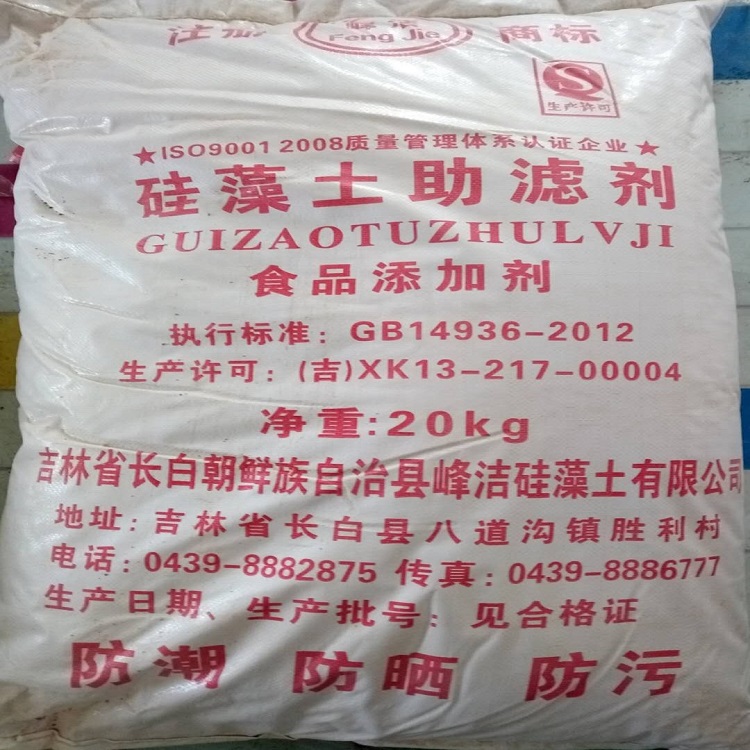 注册 商标
Feng Jie
生产许可
★ISO9001 2008质量管理体系认证企业★
硅藻土助滤剂
GUIZAOTUZHULVJI
食品添加剂
执行标准：GB14936-2012
生产许可：(吉)XK13-217-00004
净重:20kg
吉林省长白朝鲜族自治县峰洁硅藻土有限公司
地址:吉林省长白县八道沟镇胜利村
电话:0439-8882875 传真:0439-8886777
生产日期、生产批号：见合格证
防潮 防晒 防污